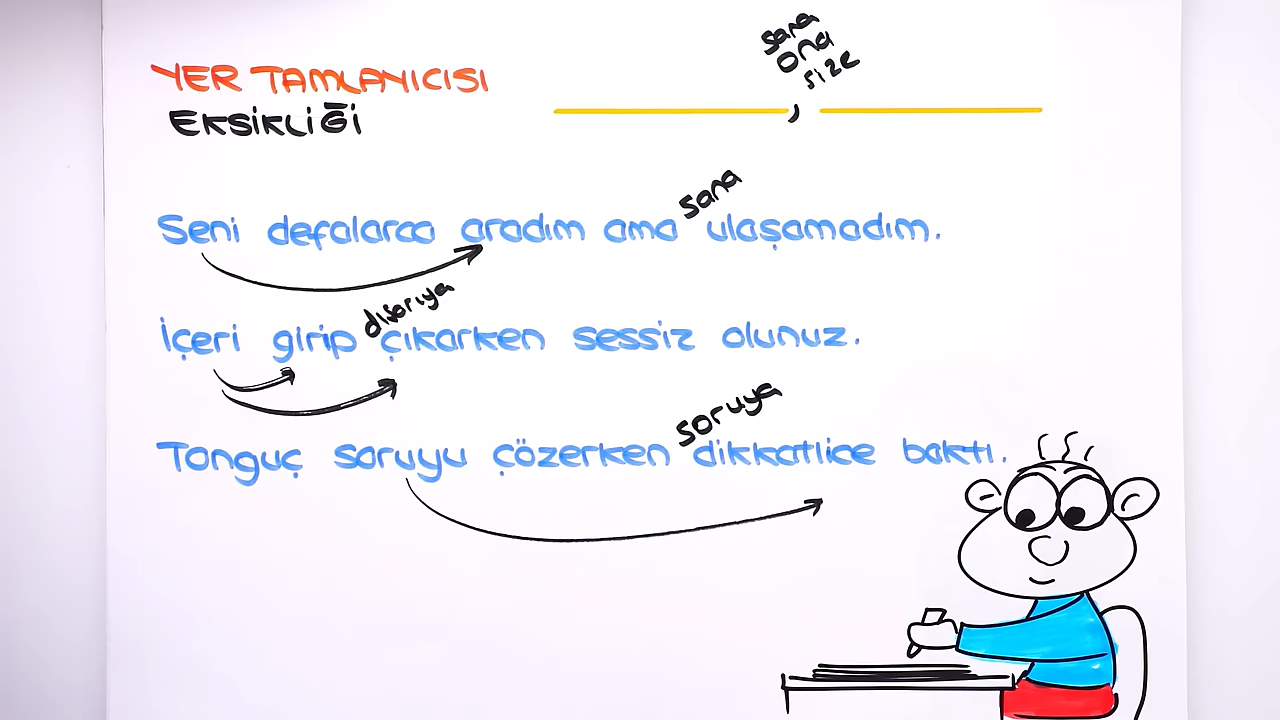 YER TAMLAYICISI
EKSİKLİĞİ
sana
ona
size
,
sana
Seni defalarca aradım ama ulaşamadım.
dışarıya
İçeri girip çıkarken sessiz olunuz.
soruya
Tonguç soruyu çözerken dikkatlice baktı.